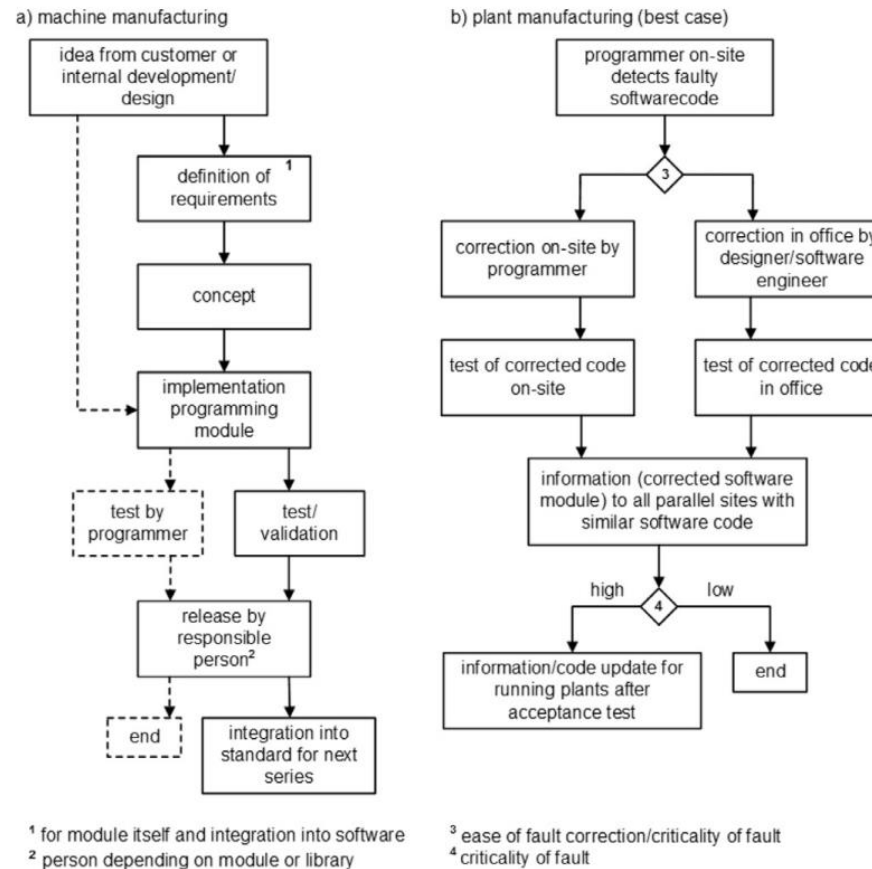 a) machine manufacturing
idea from customer or
internal development/
design
definition of 1
requirements
concept
implementation
programming
module
test by
programmer
test/
validation
release by
responsible
person²
end
integration into
standard for next
series
¹ for module itself and integration into software
² person depending on module or library
b) plant manufacturing (best case)
programmer on-site
detects faulty
softwarecode
3
correction on-site by
programmer
correction in office by
designer/software
engineer
test of corrected code
on-site
test of corrected code
in office
information (corrected software
module) to all parallel sites with
similar software code
high
4
low
information/code update for
running plants after
acceptance test
end
³ ease of fault correction/criticality of fault
⁴ criticality of fault